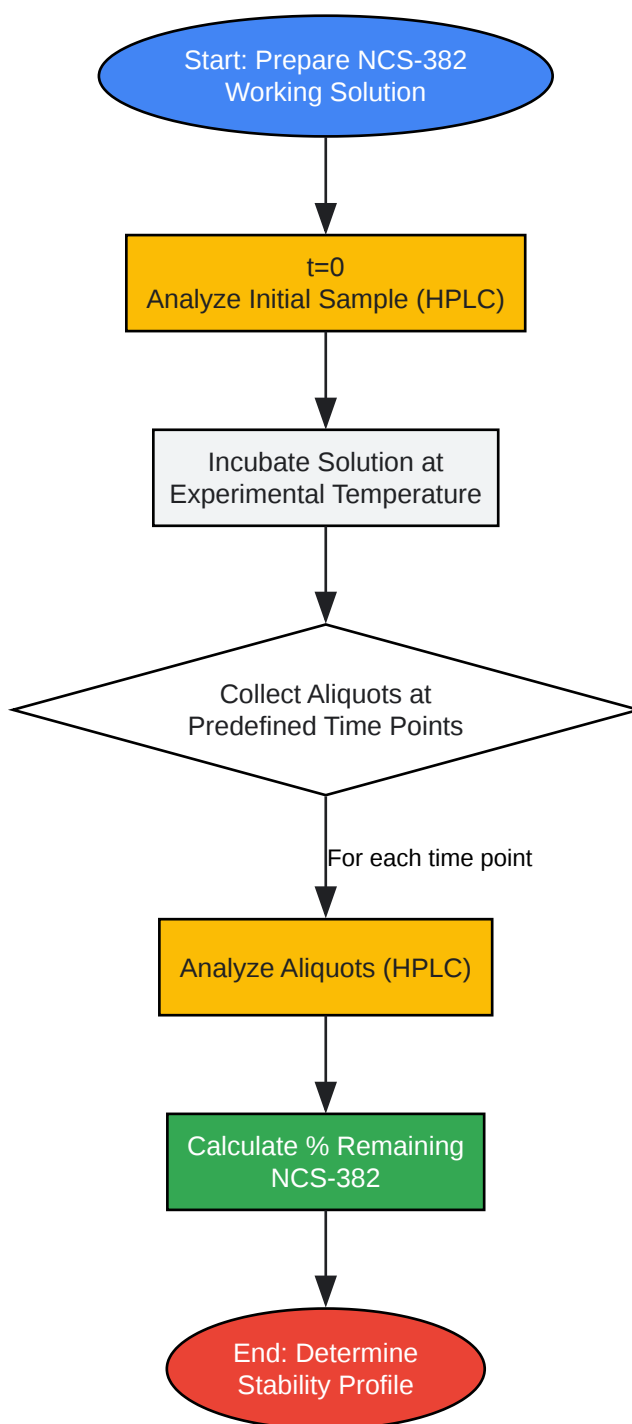 Start: Prepare NCS-382
Working Solution
t=0
Analyze Initial Sample (HPLC)
Incubate Solution at
Experimental Temperature
Collect Aliquots at
Predefined Time Points
For each time point
Analyze Aliquots (HPLC)
Calculate % Remaining
NCS-382
End: Determine
Stability Profile